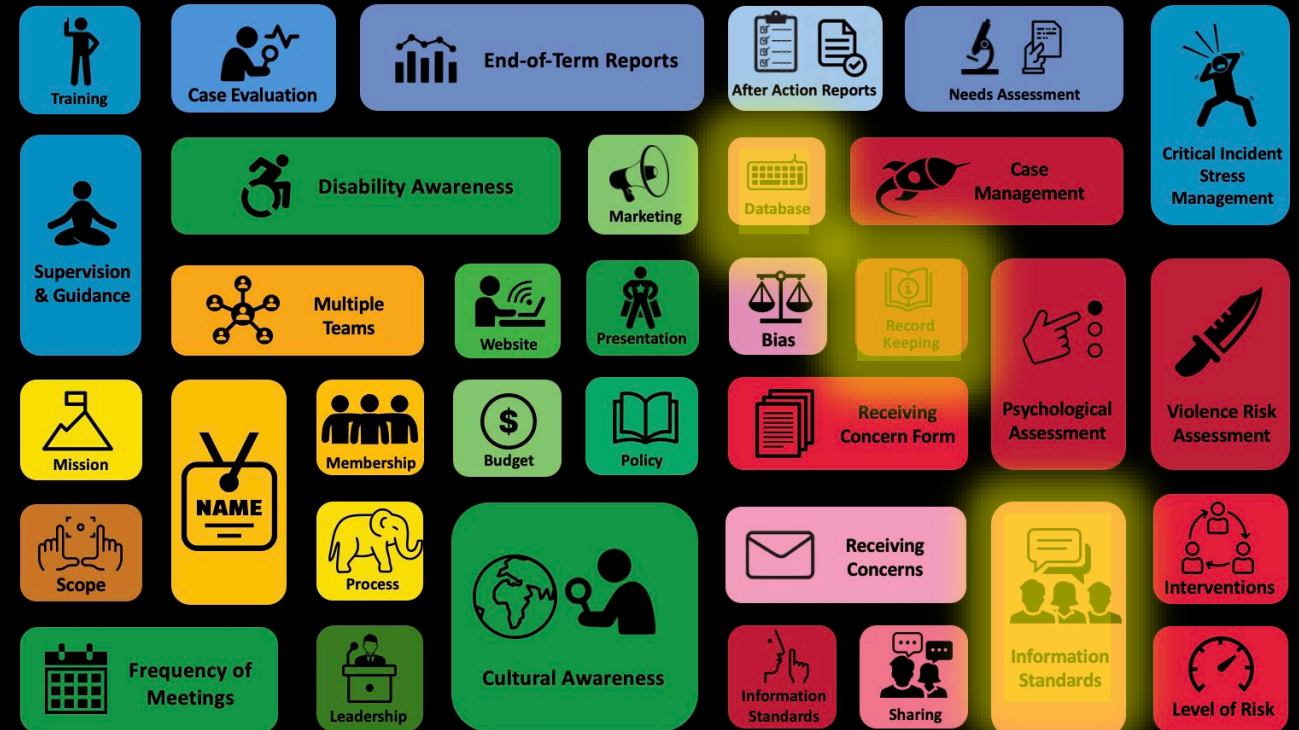 Training
Case Evaluation
End-of-Term Reports
After Action Reports
Needs Assessment
Critical Incident
Stress
Management
Supervision
& Guidance
Disability Awareness
Marketing
Database
Case
Management
Multiple
Teams
Website
Presentation
Bias
Record
Keeping
Psychological
Assessment
Violence Risk
Assessment
Mission
NAME
Membership
Budget
$
Policy
Receiving
Concern Form
Scope
Process
Cultural Awareness
Receiving
Concerns
Information
Standards
Interventions
Frequency of
Meetings
Leadership
Information
Standards
Sharing
Level of Risk